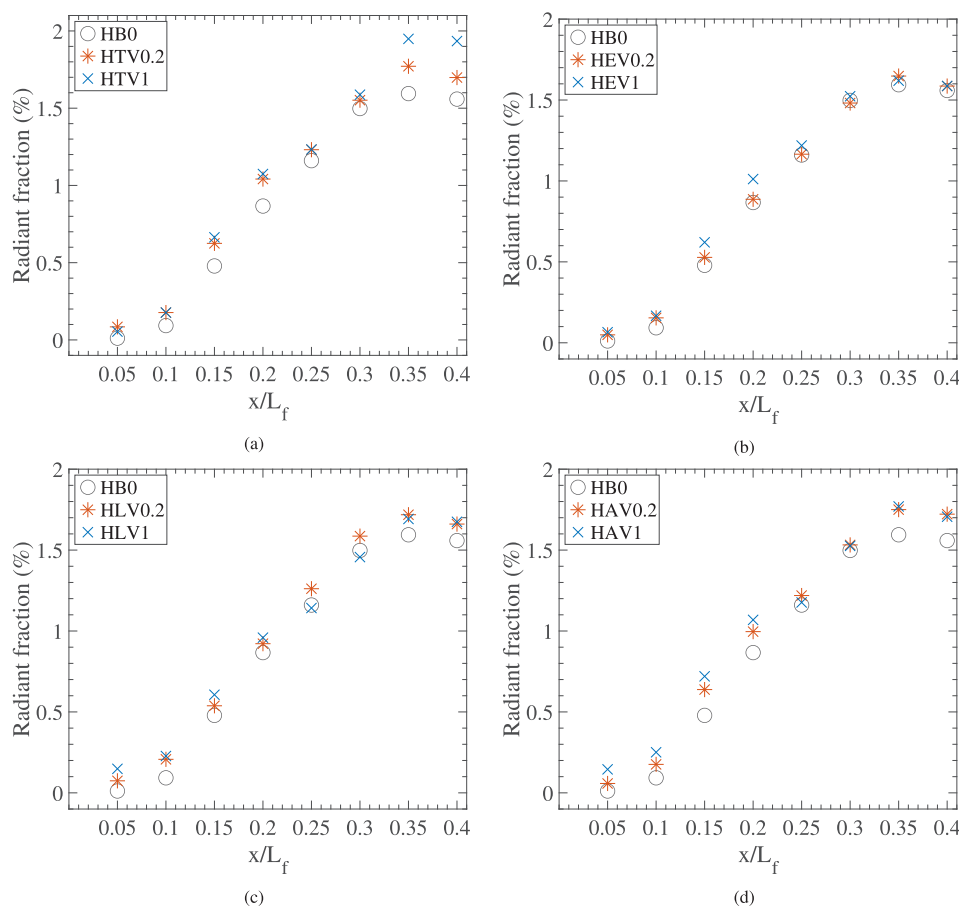 2
1.5
1
0.5
0
Radiant fraction (%)
HB0
HTV0.2
HTV1
0.05 0.1 0.15 0.2 0.25 0.3 0.35 0.4
x/L_f
(a)
2
1.5
1
0.5
0
Radiant fraction (%)
HB0
HEV0.2
HEV1
0.05 0.1 0.15 0.2 0.25 0.3 0.35 0.4
x/L_f
(b)
2
1.5
1
0.5
0
Radiant fraction (%)
HB0
HLV0.2
HLV1
0.05 0.1 0.15 0.2 0.25 0.3 0.35 0.4
x/L_f
(c)
2
1.5
1
0.5
0
Radiant fraction (%)
HB0
HAV0.2
HAV1
0.05 0.1 0.15 0.2 0.25 0.3 0.35 0.4
x/L_f
(d)